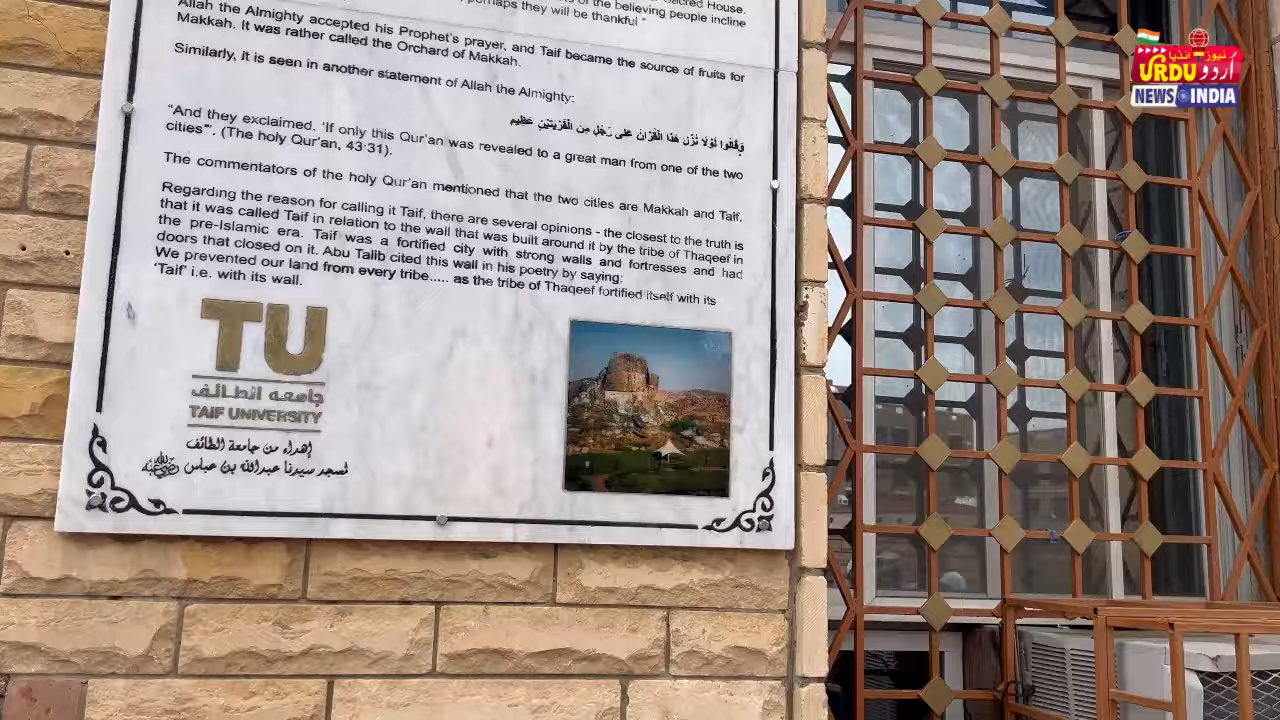 Sacred House.
of the believing people incline
perhaps they will be thankful "
Allah the Almighty accepted his Prophet's prayer, and Taif became the source of fruits for
Makkah. It was rather called the Orchard of Makkah.
Similarly, It is seen in another statement of Allah the Almighty:
وَقَالُوا لَوْلَا نُزِّلَ هَذَا الْقُرْآنُ عَلَى رَجُلٍ مِنَ الْقَرْيَتَيْنِ عَظِيمٍ
"And they exclaimed, 'If only this Qur'an was revealed to a great man from one of the two
cities'". (The holy Qur'an, 43:31).
The commentators of the holy Qur'an mentioned that the two cities are Makkah and Taif.
Regarding the reason for calling it Taif, there are several opinions - the closest to the truth is
that it was called Taif in relation to the wall that was built around it by the tribe of Thaqeef in
the pre-Islamic era. Taif was a fortified city with strong walls and fortresses and had
doors that closed on it. Abu Talib cited this wall in his poetry by saying:
We prevented our land from every tribe..... as the tribe of Thaqeef fortified itself with its
'Taif' i.e. with its wall.
TU
جامعة الطائف
TAIF UNIVERSITY
إهداء من جامعة الطائف
لمسجد سيدنا عبدالله بن عباس
نیوز انڈیا
URDU اُردو
NEWS INDIA